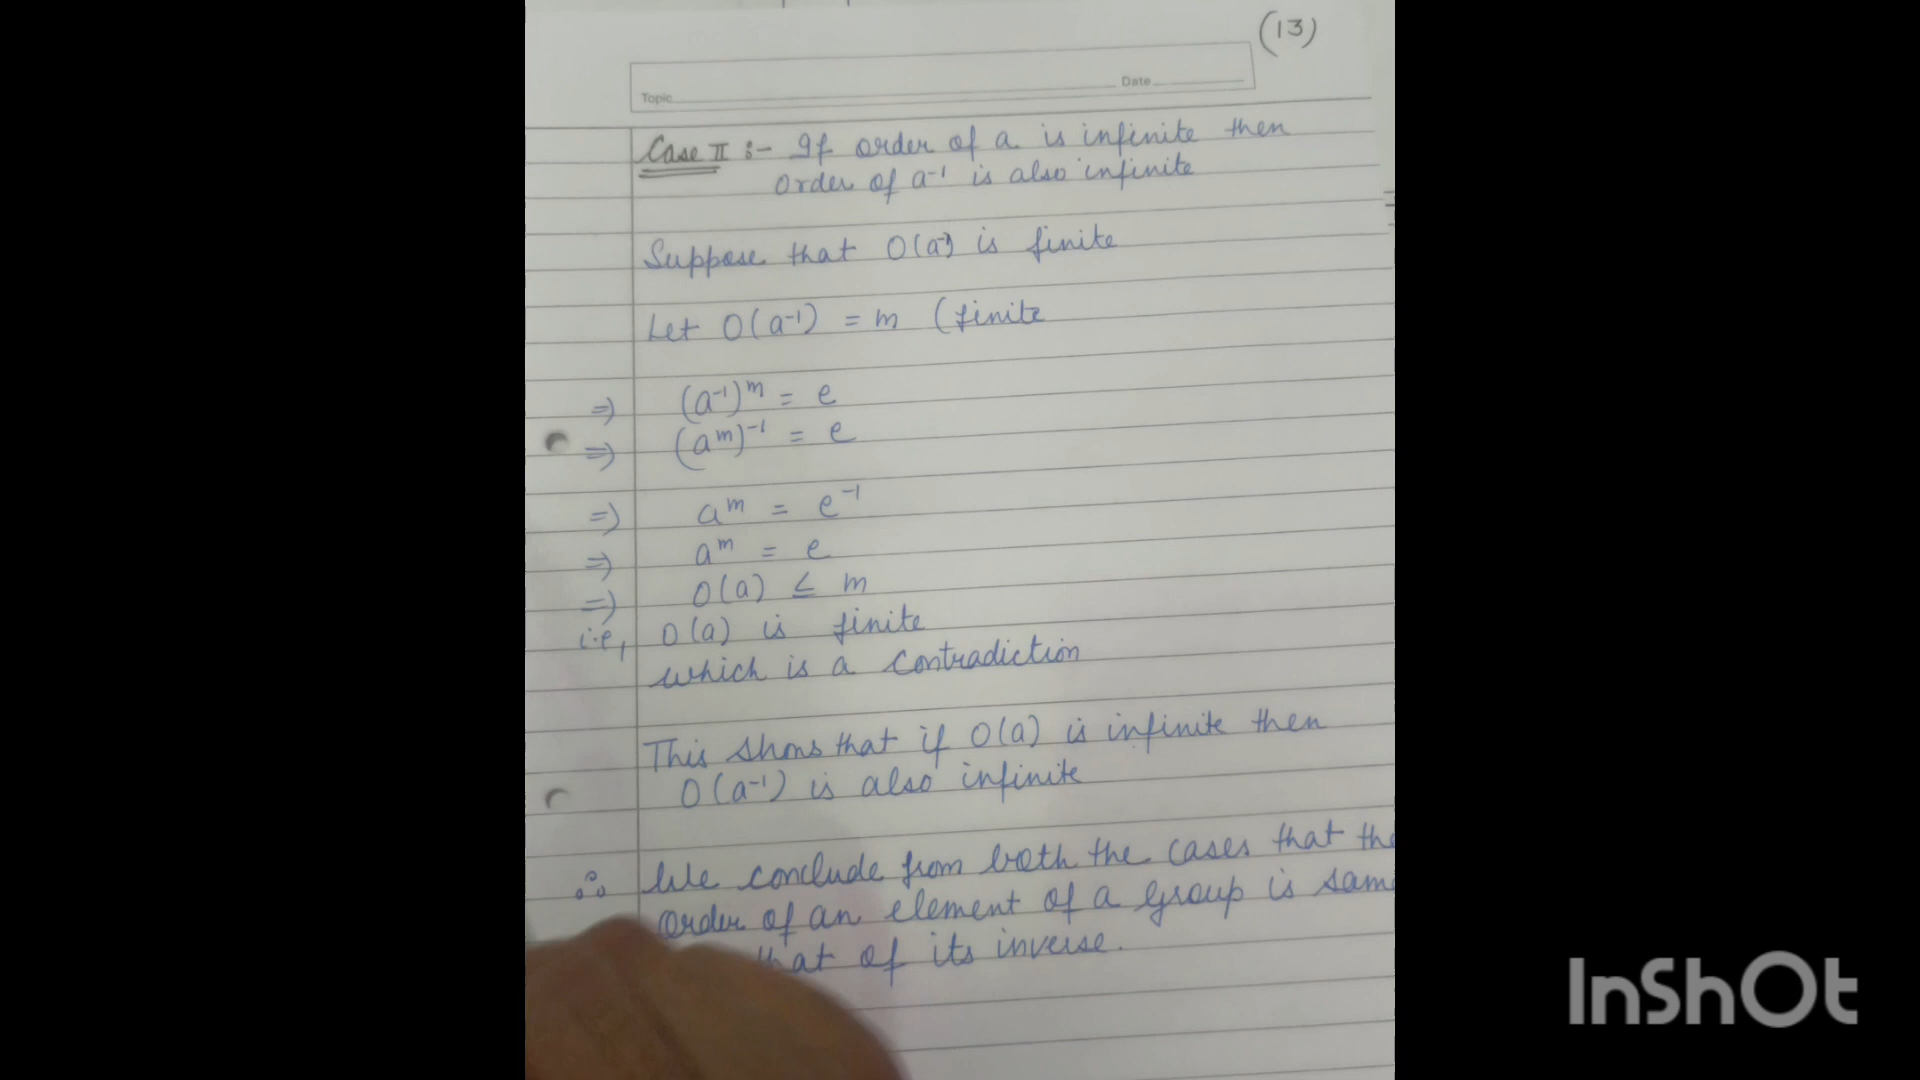 (13)
Topic Date
Case II :- If order of a is infinite then
order of a⁻¹ is also infinite
Suppose that O(a⁻¹) is finite
Let O(a⁻¹) = m (finite
⇒ (a⁻¹)ᵐ = e
⇒ (aᵐ)⁻¹ = e
⇒ aᵐ = e⁻¹
⇒ aᵐ = e
⇒ O(a) ≤ m
i.e, O(a) is finite
which is a contradiction
This shows that if O(a) is infinite then
O(a⁻¹) is also infinite
∴ We conclude from both the cases that the
order of an element of a group is
of its inverse.
InShOt